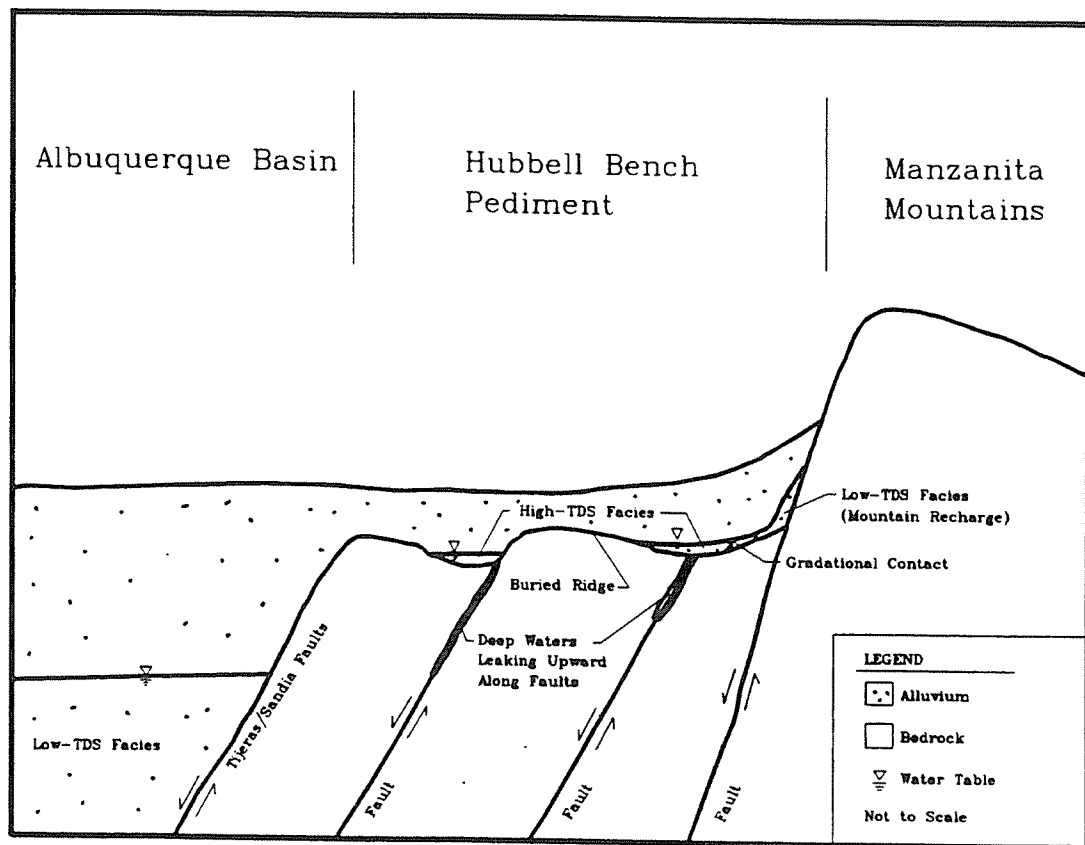 Albuquerque Basin
Hubbell Bench
Pediment
Manzanita
Mountains
High-TDS Facies
Low-TDS Facies
(Mountain Recharge)
Gradational Contact
Buried Ridge
Deep Waters
Leaking Upward
Along Faults
Low-TDS Facies
Tijeras/Sandia Faults
Fault
Fault
Fault
LEGEND
Alluvium
Bedrock
Water Table
Not to Scale